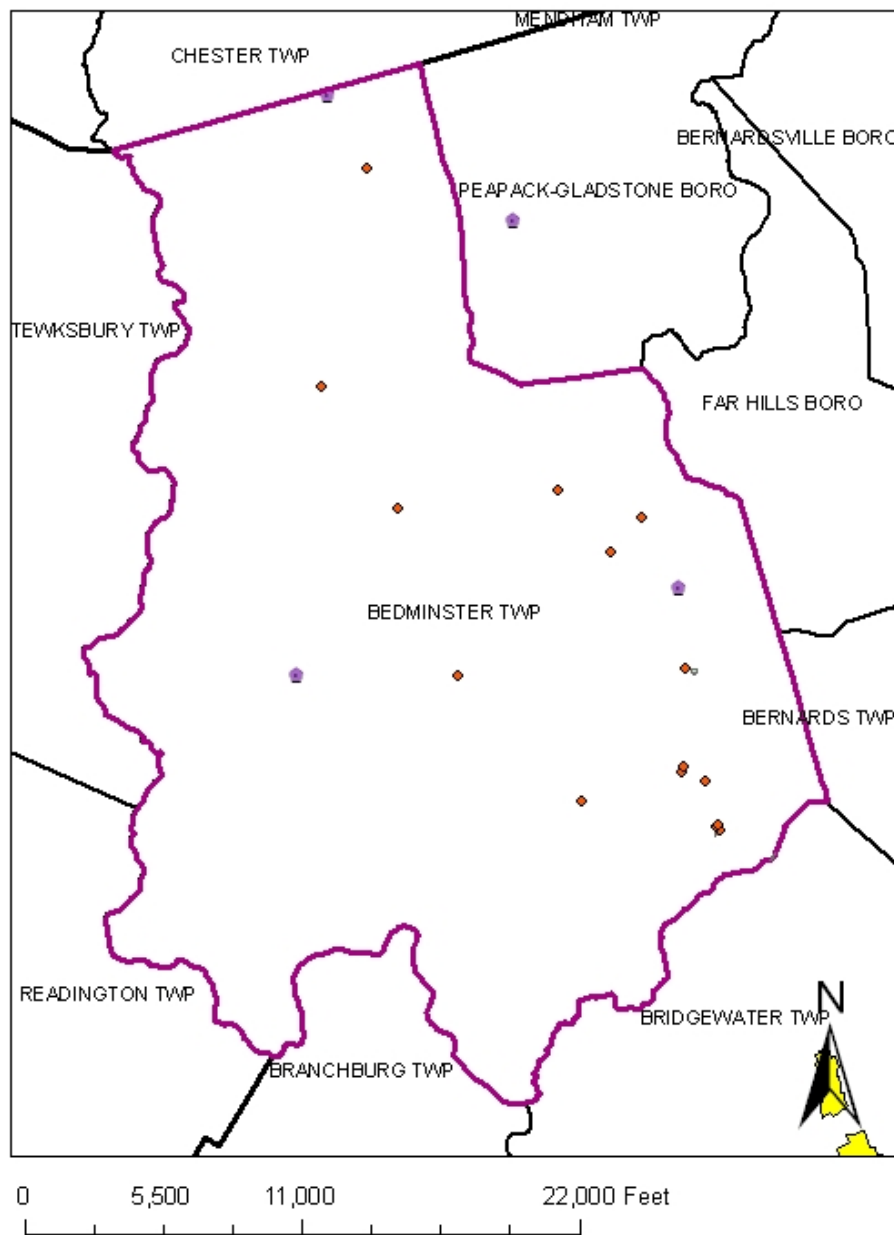 MENDHAM TWP
CHESTER TWP
BERNARDSVILLE BORO
PEAPACK-GLADSTONE BORO
TEWKSBURY TWP
FAR HILLS BORO
BEDMINSTER TWP
BERNARDS TWP
READINGTON TWP
N
BRIDGEWATER TWP
BRANCHBURG TWP
0 5,500 11,000 22,000 Feet